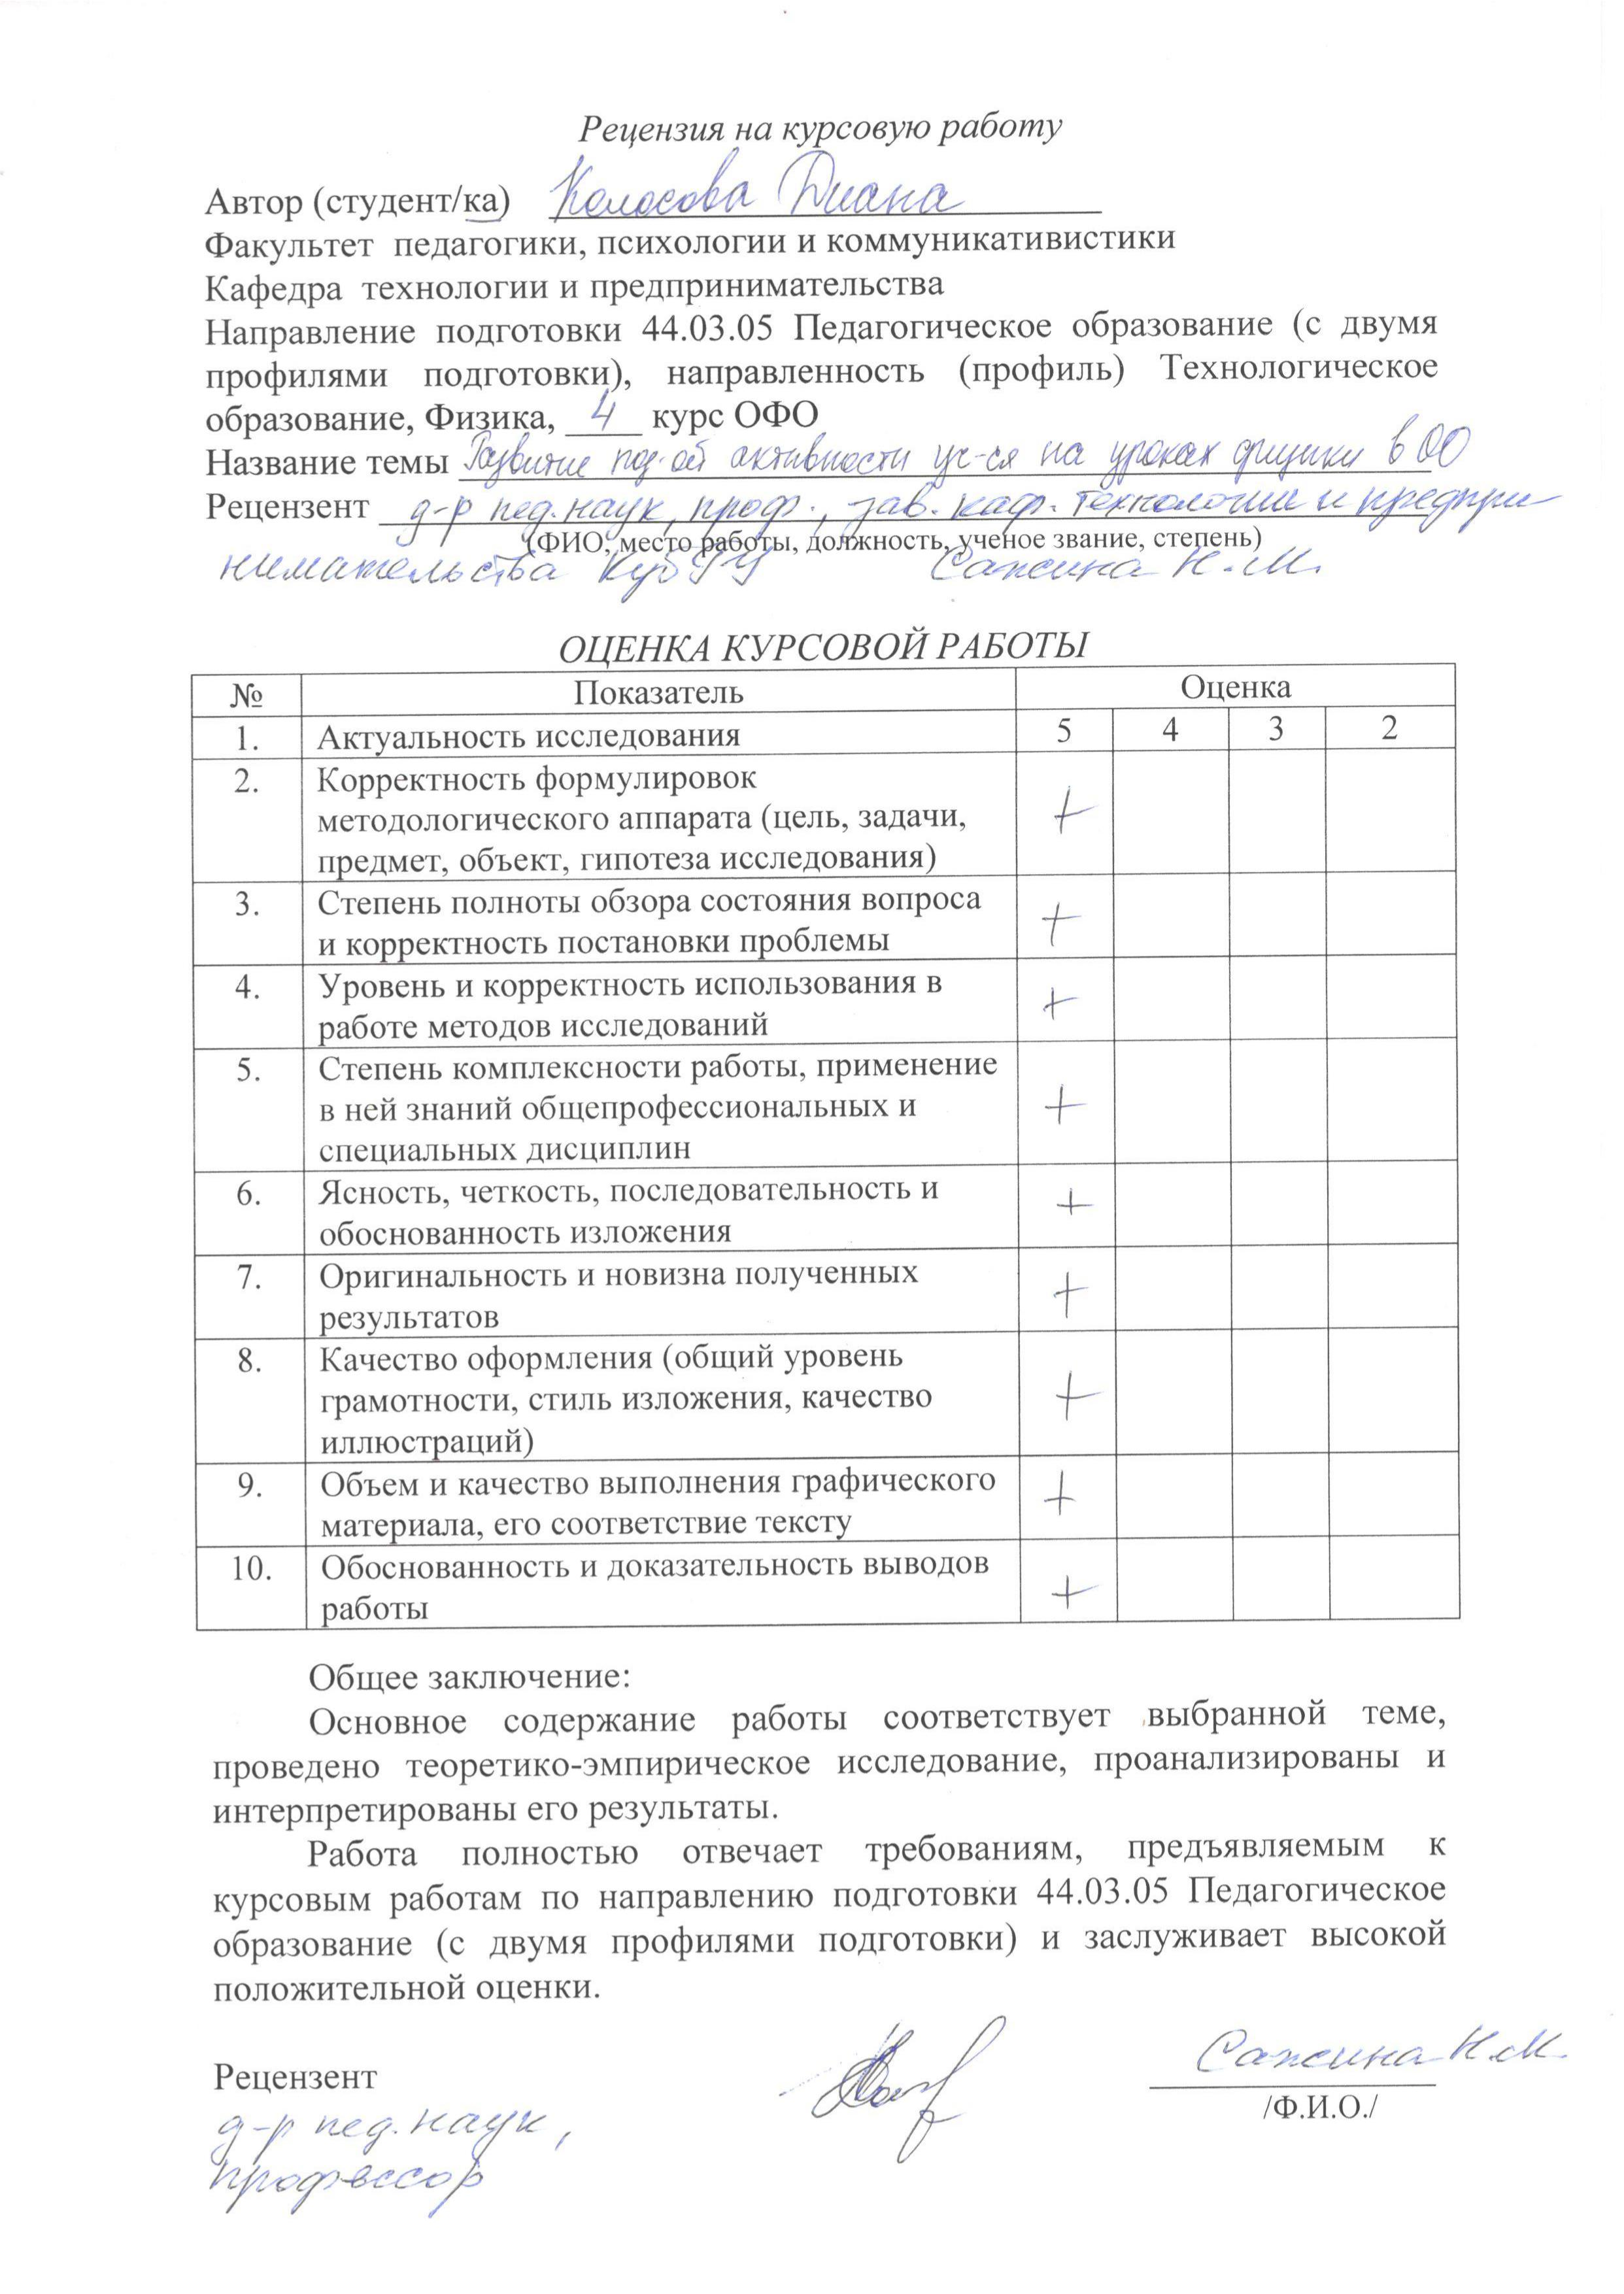 Рецензия на курсовую работу
Автор (студент/ка) Колосова Диана
Факультет педагогики, психологии и коммуникативистики
Кафедра технологии и предпринимательства
Направление подготовки 44.03.05 Педагогическое образование (с двумя
профилями подготовки), направленность (профиль) Технологическое
образование, Физика, 4 курс ОФО
Название темы Развитие поз-ой активности уч-ся на уроках физики в ОО
Рецензент д-р пед. наук, проф., зав. каф. технологии и предпри
(ФИО, место работы, должность, ученое звание, степень)
нимательства КубГУ Сажина Н.М.
ОЦЕНКА КУРСОВОЙ РАБОТЫ
№ Показатель Оценка
1. Актуальность исследования 5 4 3 2
2. Корректность формулировок
методологического аппарата (цель, задачи, +
предмет, объект, гипотеза исследования)
3. Степень полноты обзора состояния вопроса +
и корректность постановки проблемы
4. Уровень и корректность использования в +
работе методов исследований
5. Степень комплексности работы, применение
в ней знаний общепрофессиональных и +
специальных дисциплин
6. Ясность, четкость, последовательность и +
обоснованность изложения
7. Оригинальность и новизна полученных +
результатов
8. Качество оформления (общий уровень
грамотности, стиль изложения, качество +
иллюстраций)
9. Объем и качество выполнения графического +
материала, его соответствие тексту
10. Обоснованность и доказательность выводов +
работы
Общее заключение:
Основное содержание работы соответствует выбранной теме,
проведено теоретико-эмпирическое исследование, проанализированы и
интерпретированы его результаты.
Работа полностью отвечает требованиям, предъявляемым к
курсовым работам по направлению подготовки 44.03.05 Педагогическое
образование (с двумя профилями подготовки) и заслуживает высокой
положительной оценки.
Рецензент Сажина Н.М.
/Ф.И.О./
д-р пед. наук,
профессор